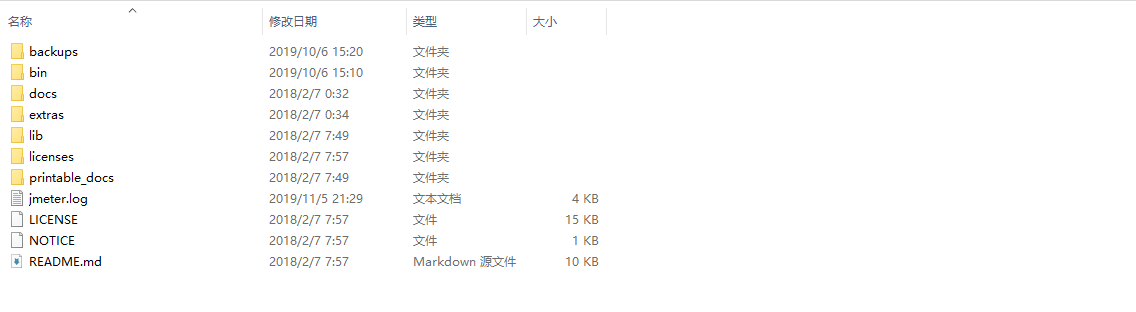 名称 修改日期 类型 大小
backups 2019/10/6 15:20 文件夹
bin 2019/10/6 15:10 文件夹
docs 2018/2/7 0:32 文件夹
extras 2018/2/7 0:34 文件夹
lib 2018/2/7 7:49 文件夹
licenses 2018/2/7 7:57 文件夹
printable_docs 2018/2/7 7:49 文件夹
jmeter.log 2019/11/5 21:29 文本文档 4 KB
LICENSE 2018/2/7 7:57 文件 15 KB
NOTICE 2018/2/7 7:57 文件 1 KB
README.md 2018/2/7 7:57 Markdown 源文件 10 KB